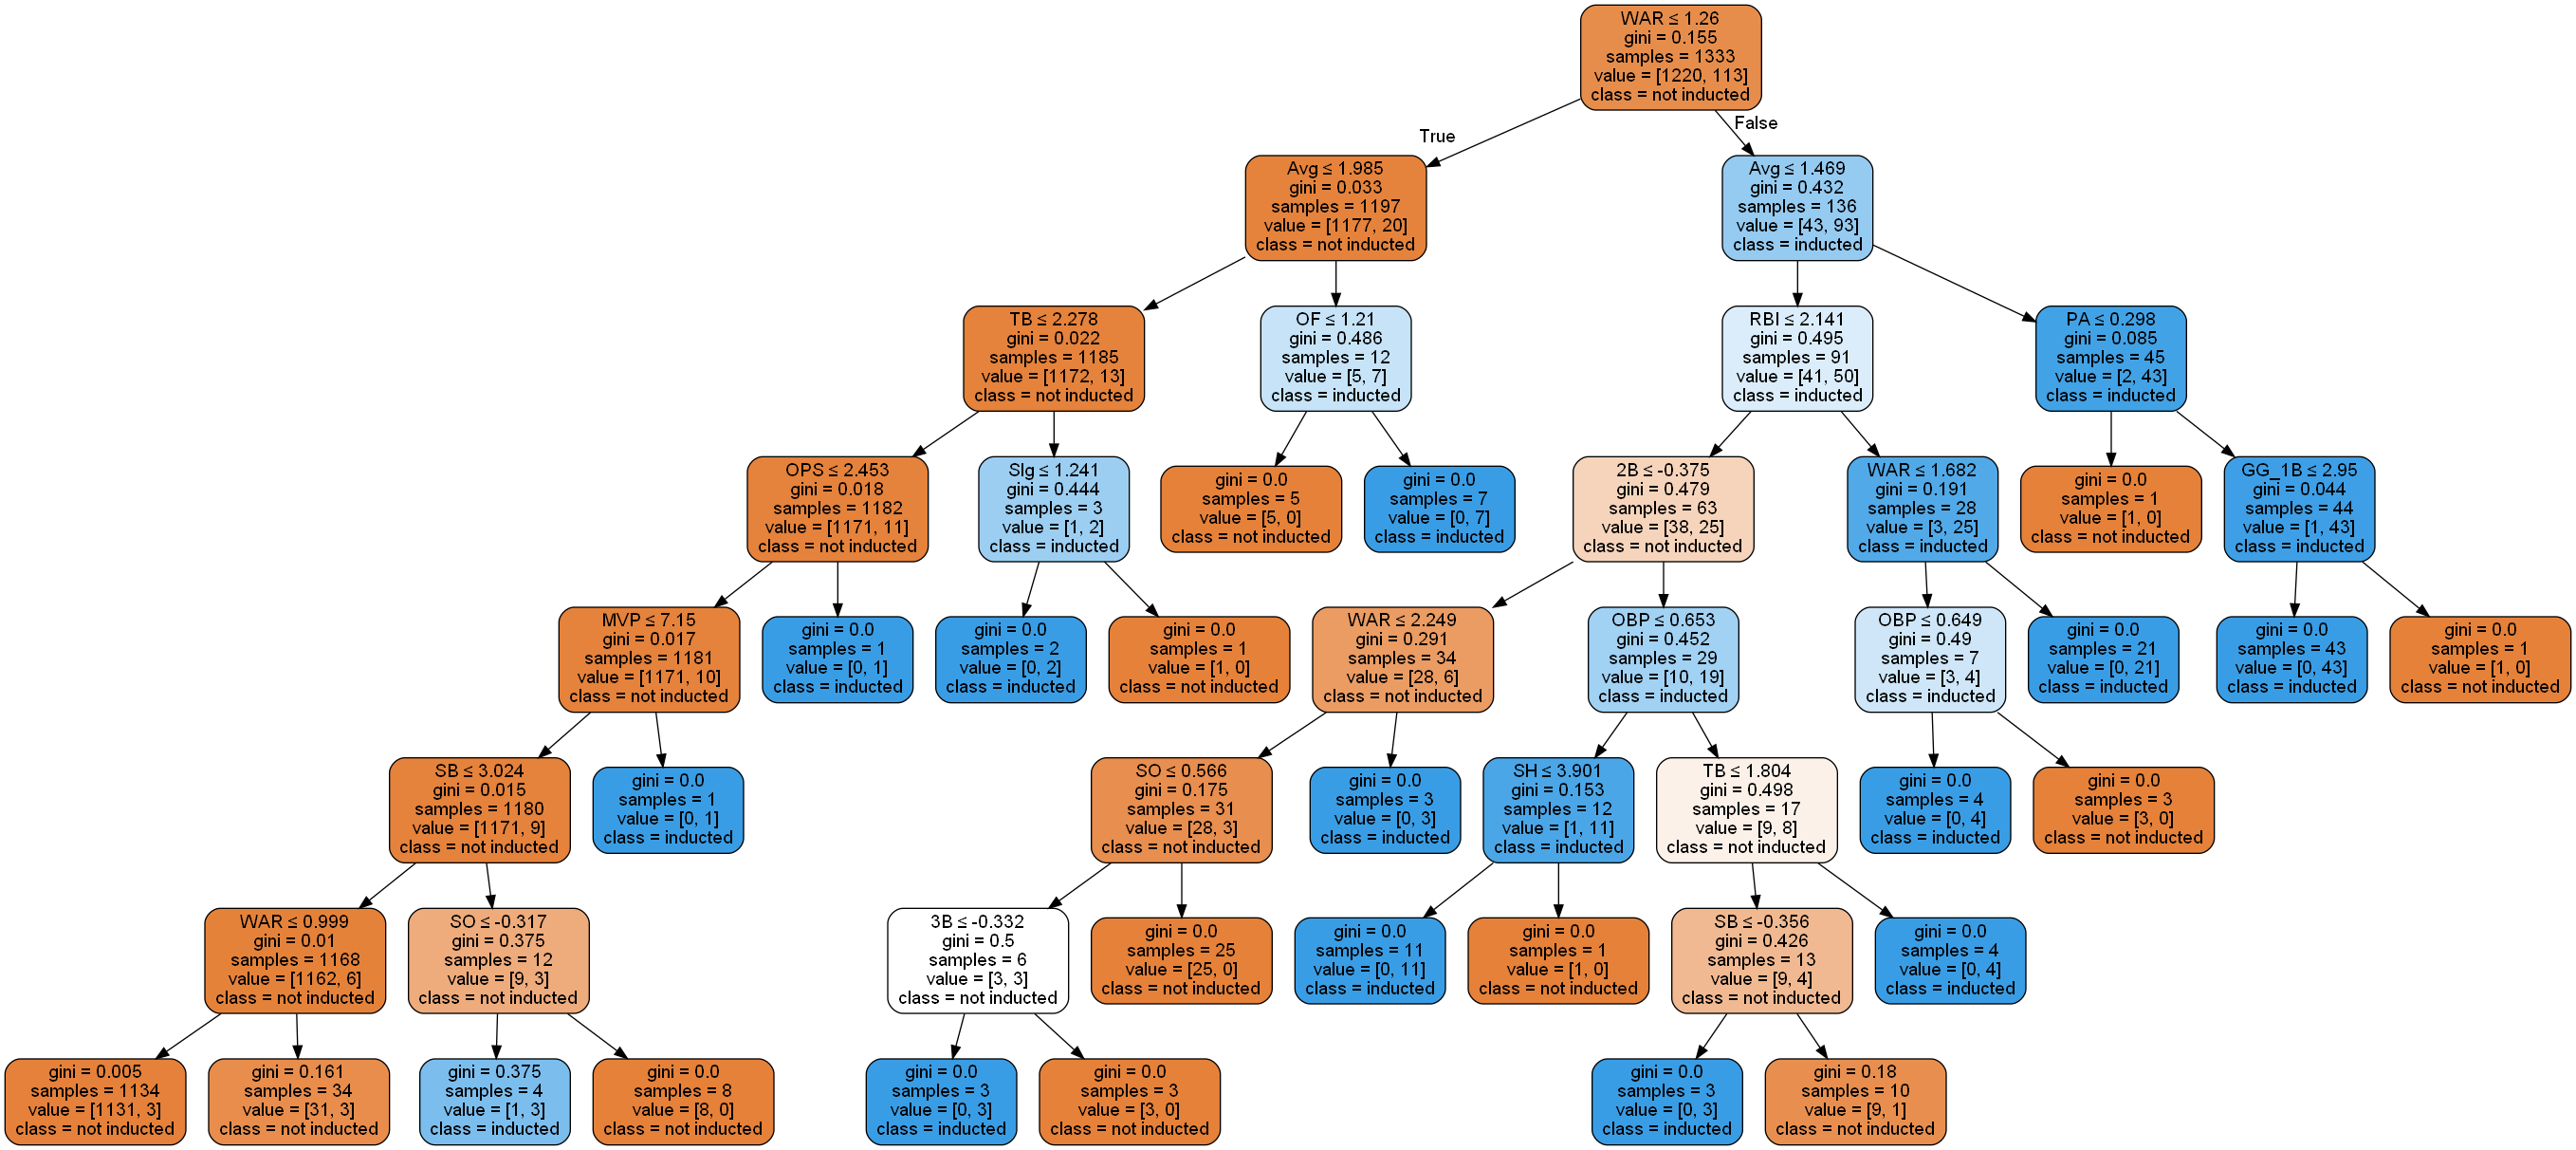 WAR ≤ 1.26
gini = 0.155
samples = 1333
value = [1220, 113]
class = not inducted
True
False
Avg ≤ 1.985
gini = 0.033
samples = 1197
value = [1177, 20]
class = not inducted
Avg ≤ 1.469
gini = 0.432
samples = 136
value = [43, 93]
class = inducted
TB ≤ 2.278
gini = 0.022
samples = 1185
value = [1172, 13]
class = not inducted
OF ≤ 1.21
gini = 0.486
samples = 12
value = [5, 7]
class = inducted
RBI ≤ 2.141
gini = 0.495
samples = 91
value = [41, 50]
class = inducted
PA ≤ 0.298
gini = 0.085
samples = 45
value = [2, 43]
class = inducted
OPS ≤ 2.453
gini = 0.018
samples = 1182
value = [1171, 11]
class = not inducted
Slg ≤ 1.241
gini = 0.444
samples = 3
value = [1, 2]
class = inducted
gini = 0.0
samples = 5
value = [5, 0]
class = not inducted
gini = 0.0
samples = 7
value = [0, 7]
class = inducted
2B ≤ -0.375
gini = 0.479
samples = 63
value = [38, 25]
class = not inducted
WAR ≤ 1.682
gini = 0.191
samples = 28
value = [3, 25]
class = inducted
gini = 0.0
samples = 1
value = [1, 0]
class = not inducted
GG_1B ≤ 2.95
gini = 0.044
samples = 44
value = [1, 43]
class = inducted
MVP ≤ 7.15
gini = 0.017
samples = 1181
value = [1171, 10]
class = not inducted
gini = 0.0
samples = 1
value = [0, 1]
class = inducted
gini = 0.0
samples = 2
value = [0, 2]
class = inducted
gini = 0.0
samples = 1
value = [1, 0]
class = not inducted
WAR ≤ 2.249
gini = 0.291
samples = 34
value = [28, 6]
class = not inducted
OBP ≤ 0.653
gini = 0.452
samples = 29
value = [10, 19]
class = inducted
OBP ≤ 0.649
gini = 0.49
samples = 7
value = [3, 4]
class = inducted
gini = 0.0
samples = 21
value = [0, 21]
class = inducted
gini = 0.0
samples = 43
value = [0, 43]
class = inducted
gini = 0.0
samples = 1
value = [1, 0]
class = not inducted
SB ≤ 3.024
gini = 0.015
samples = 1180
value = [1171, 9]
class = not inducted
gini = 0.0
samples = 1
value = [0, 1]
class = inducted
SO ≤ 0.566
gini = 0.175
samples = 31
value = [28, 3]
class = not inducted
gini = 0.0
samples = 3
value = [0, 3]
class = inducted
SH ≤ 3.901
gini = 0.153
samples = 12
value = [1, 11]
class = inducted
TB ≤ 1.804
gini = 0.498
samples = 17
value = [9, 8]
class = not inducted
gini = 0.0
samples = 4
value = [0, 4]
class = inducted
gini = 0.0
samples = 3
value = [3, 0]
class = not inducted
WAR ≤ 0.999
gini = 0.01
samples = 1168
value = [1162, 6]
class = not inducted
SO ≤ -0.317
gini = 0.375
samples = 12
value = [9, 3]
class = not inducted
3B ≤ -0.332
gini = 0.5
samples = 6
value = [3, 3]
class = not inducted
gini = 0.0
samples = 25
value = [25, 0]
class = not inducted
gini = 0.0
samples = 11
value = [0, 11]
class = inducted
gini = 0.0
samples = 1
value = [1, 0]
class = not inducted
SB ≤ -0.356
gini = 0.426
samples = 13
value = [9, 4]
class = not inducted
gini = 0.0
samples = 4
value = [0, 4]
class = inducted
gini = 0.005
samples = 1134
value = [1131, 3]
class = not inducted
gini = 0.161
samples = 34
value = [31, 3]
class = not inducted
gini = 0.375
samples = 4
value = [1, 3]
class = inducted
gini = 0.0
samples = 8
value = [8, 0]
class = not inducted
gini = 0.0
samples = 3
value = [0, 3]
class = inducted
gini = 0.0
samples = 3
value = [3, 0]
class = not inducted
gini = 0.0
samples = 3
value = [0, 3]
class = inducted
gini = 0.18
samples = 10
value = [9, 1]
class = not inducted